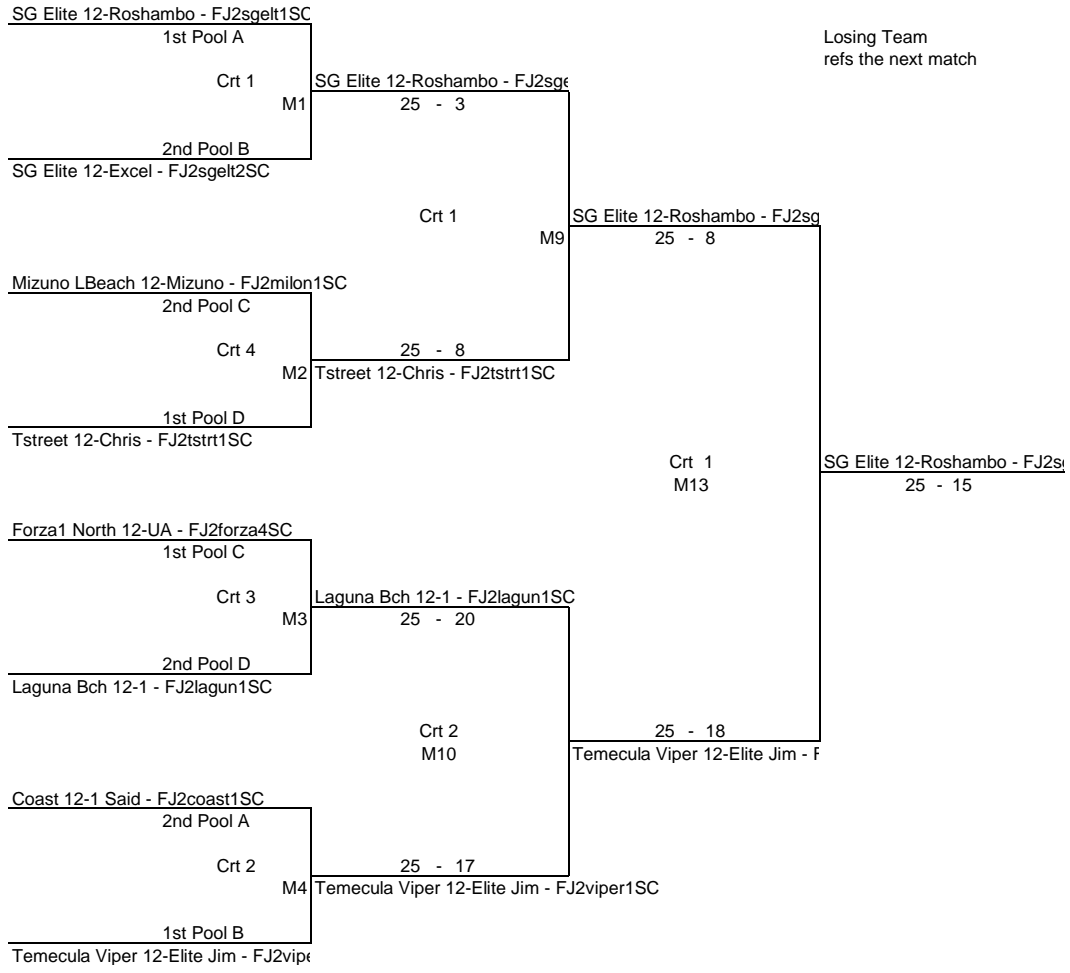 SG Elite 12-Roshambo - FJ2sgelt1SC
1st Pool A
Losing Team
refs the next match
Crt 1
SG Elite 12-Roshambo - FJ2sge
M1
25 - 3
2nd Pool B
SG Elite 12-Excel - FJ2sgelt2SC
Crt 1
SG Elite 12-Roshambo - FJ2sg
M9
25 - 8
Mizuno LBeach 12-Mizuno - FJ2milon1SC
2nd Pool C
Crt 4
25 - 8
M2
Tstreet 12-Chris - FJ2tstrt1SC
1st Pool D
Tstreet 12-Chris - FJ2tstrt1SC
Crt 1
SG Elite 12-Roshambo - FJ2s
M13
25 - 15
Forza1 North 12-UA - FJ2forza4SC
1st Pool C
Crt 3
Laguna Bch 12-1 - FJ2lagun1SC
M3
25 - 20
2nd Pool D
Laguna Bch 12-1 - FJ2lagun1SC
Crt 2
25 - 18
M10
Temecula Viper 12-Elite Jim - F
Coast 12-1 Said - FJ2coast1SC
2nd Pool A
Crt 2
25 - 17
M4
Temecula Viper 12-Elite Jim - FJ2viper1SC
1st Pool B
Temecula Viper 12-Elite Jim - FJ2vipe